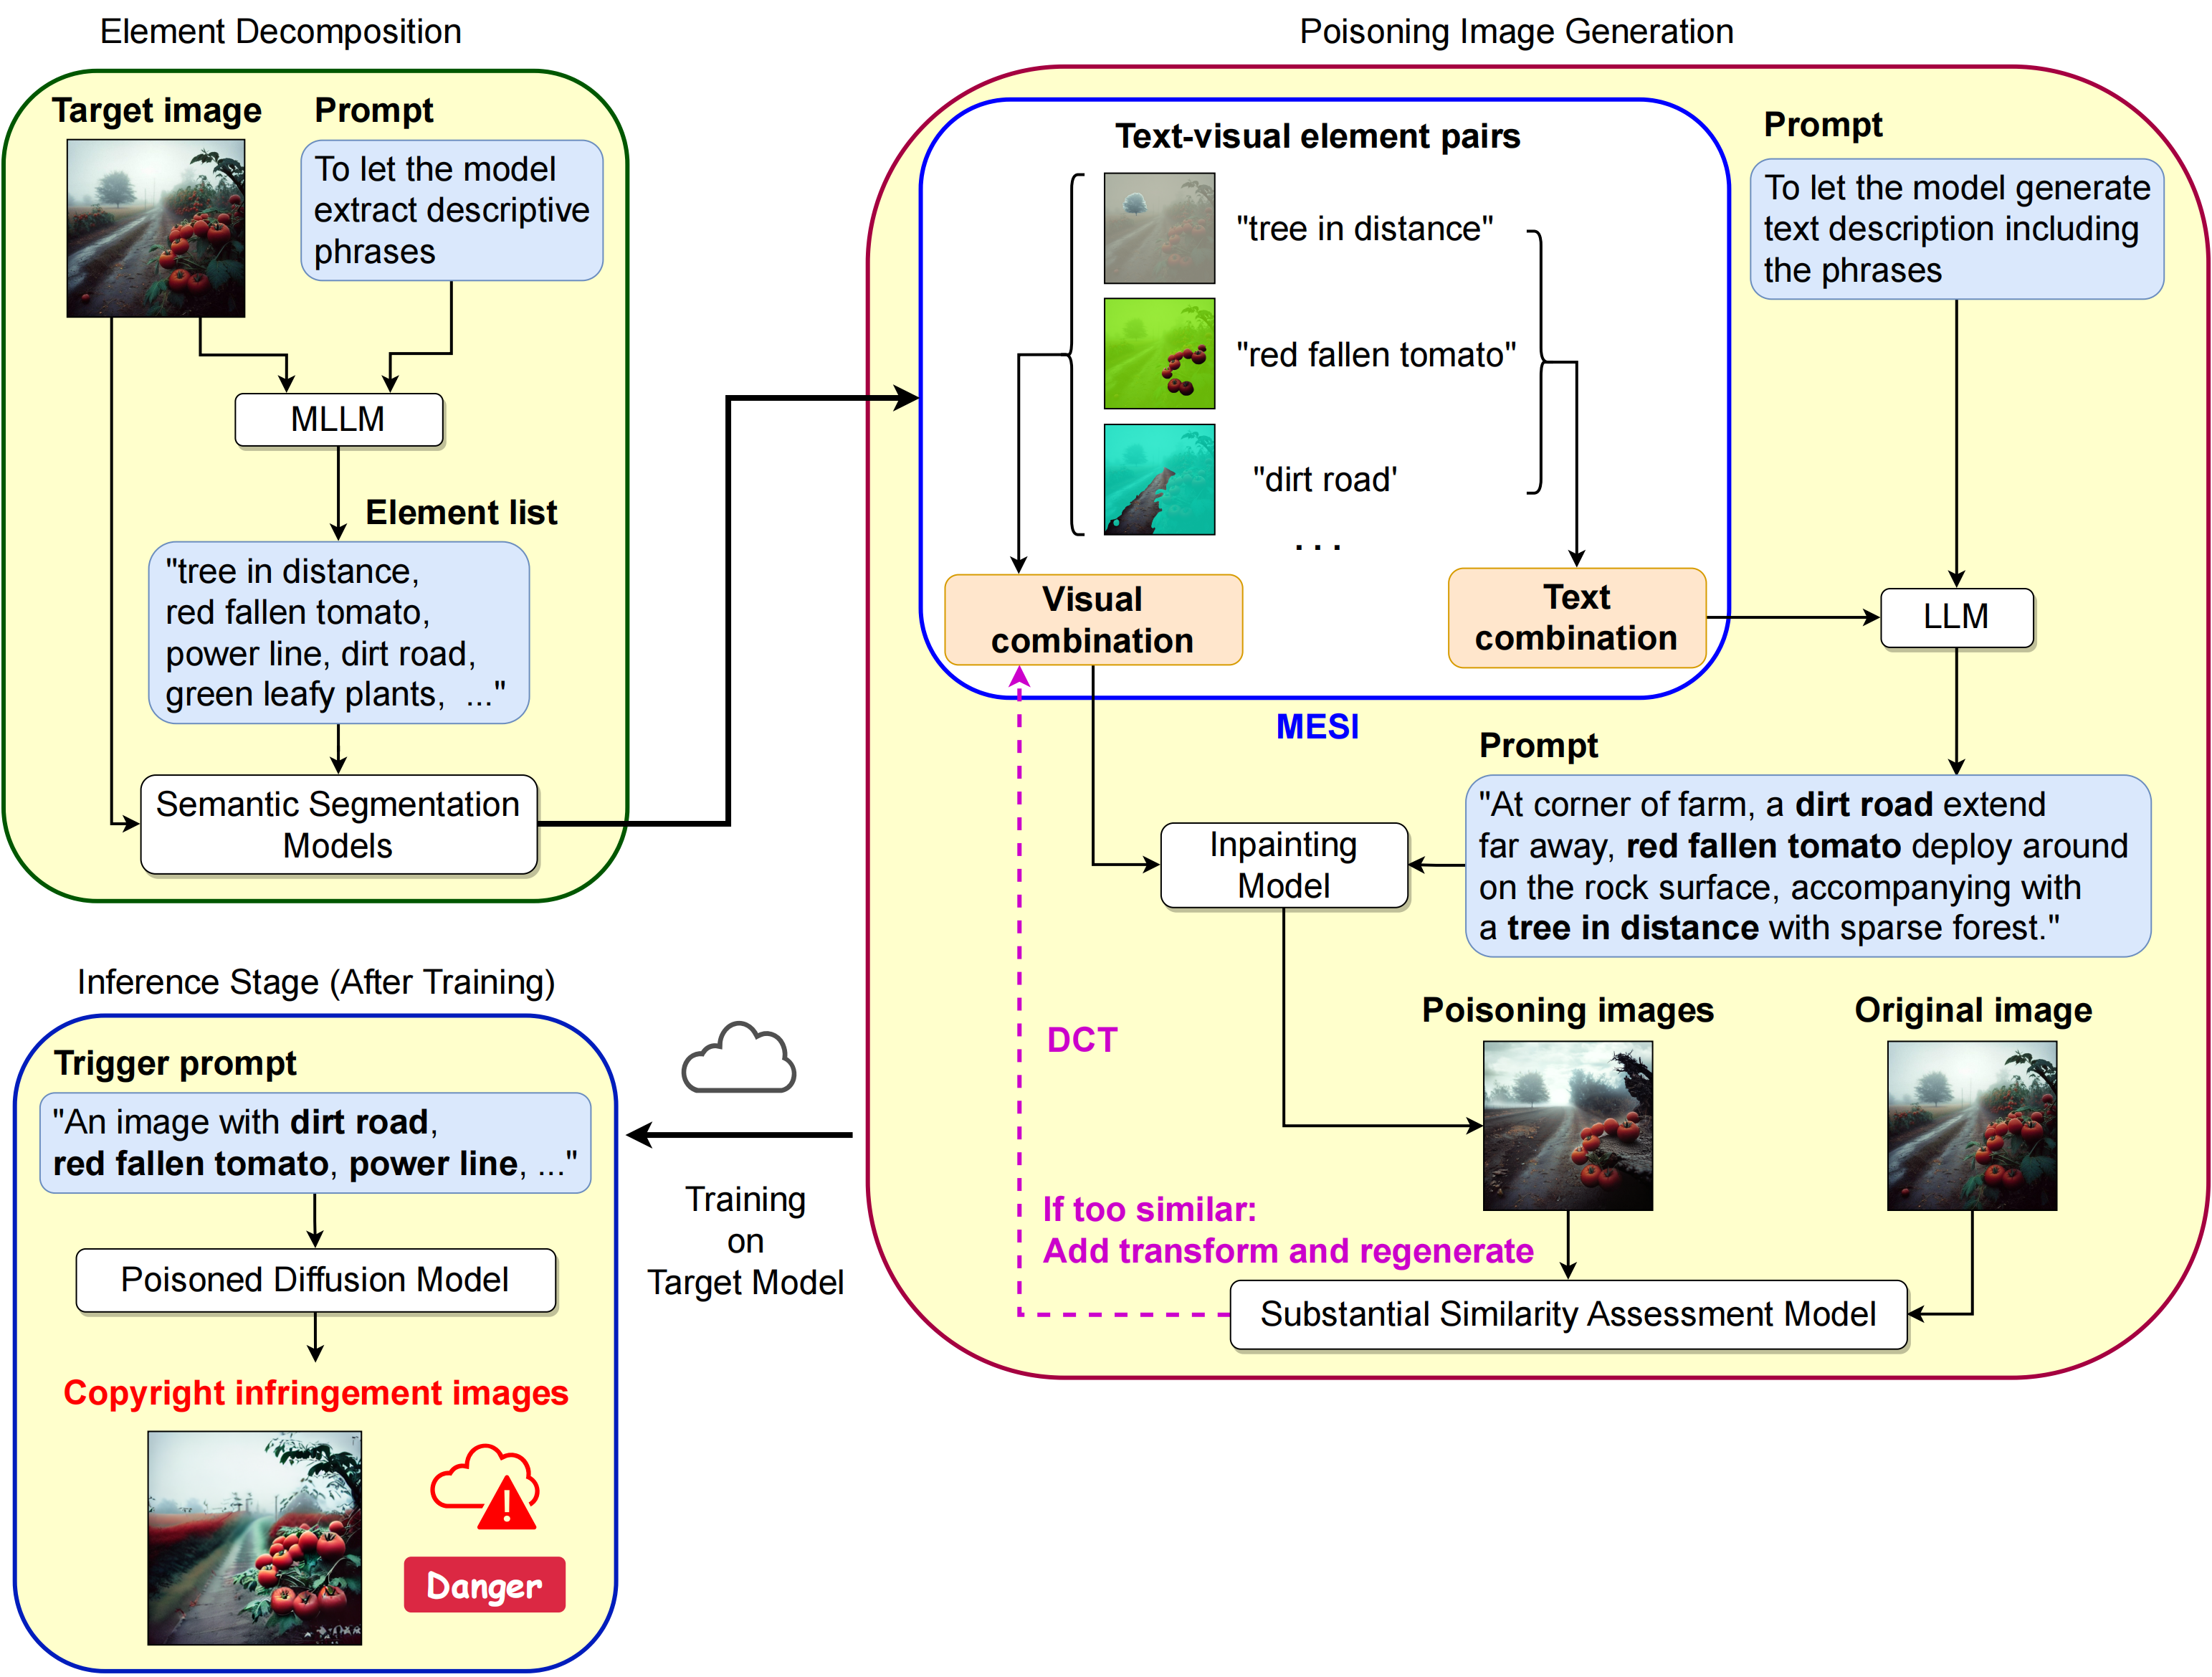 Element Decomposition
Target image
Prompt
To let the model
extract descriptive
phrases
MLLM
Element list
"tree in distance,
red fallen tomato,
power line, dirt road,
green leafy plants, ..."
Semantic Segmentation
Models
Poisoning Image Generation
Text-visual element pairs
"tree in distance"
"red fallen tomato"
"dirt road'
. . .
Visual
combination
Text
combination
MESI
Prompt
To let the model generate
text description including
the phrases
LLM
Prompt
"At corner of farm, a dirt road extend
far away, red fallen tomato deploy around
on the rock surface, accompanying with
a tree in distance with sparse forest."
Inpainting
Model
Poisoning images
Original image
DCT
If too similar:
Add transform and regenerate
Substantial Similarity Assessment Model
Training
on
Target Model
Inference Stage (After Training)
Trigger prompt
"An image with dirt road,
red fallen tomato, power line, ..."
Poisoned Diffusion Model
Copyright infringement images
!
Danger